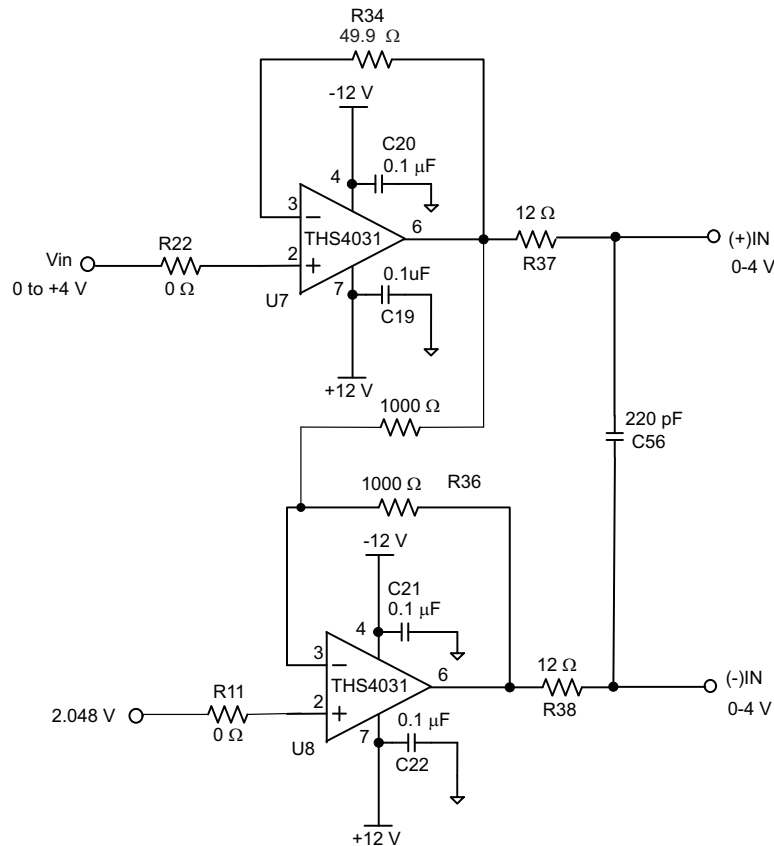 R34
49.9 Ω
-12 V
C20
0.1 μF
4
3
−
THS4031
6
12 Ω
(+)IN
R37
0-4 V
Vin
R22
2
+
0 to +4 V
0 Ω
U7
7
0.1uF
C19
+12 V
1000 Ω
220 pF
C56
1000 Ω
R36
-12 V
C21
0.1 μF
4
3
−
THS4031
6
12 Ω
(-)IN
R38
0-4 V
2.048 V
R11
2
+
0 Ω
U8
7
0.1 μF
C22
+12 V